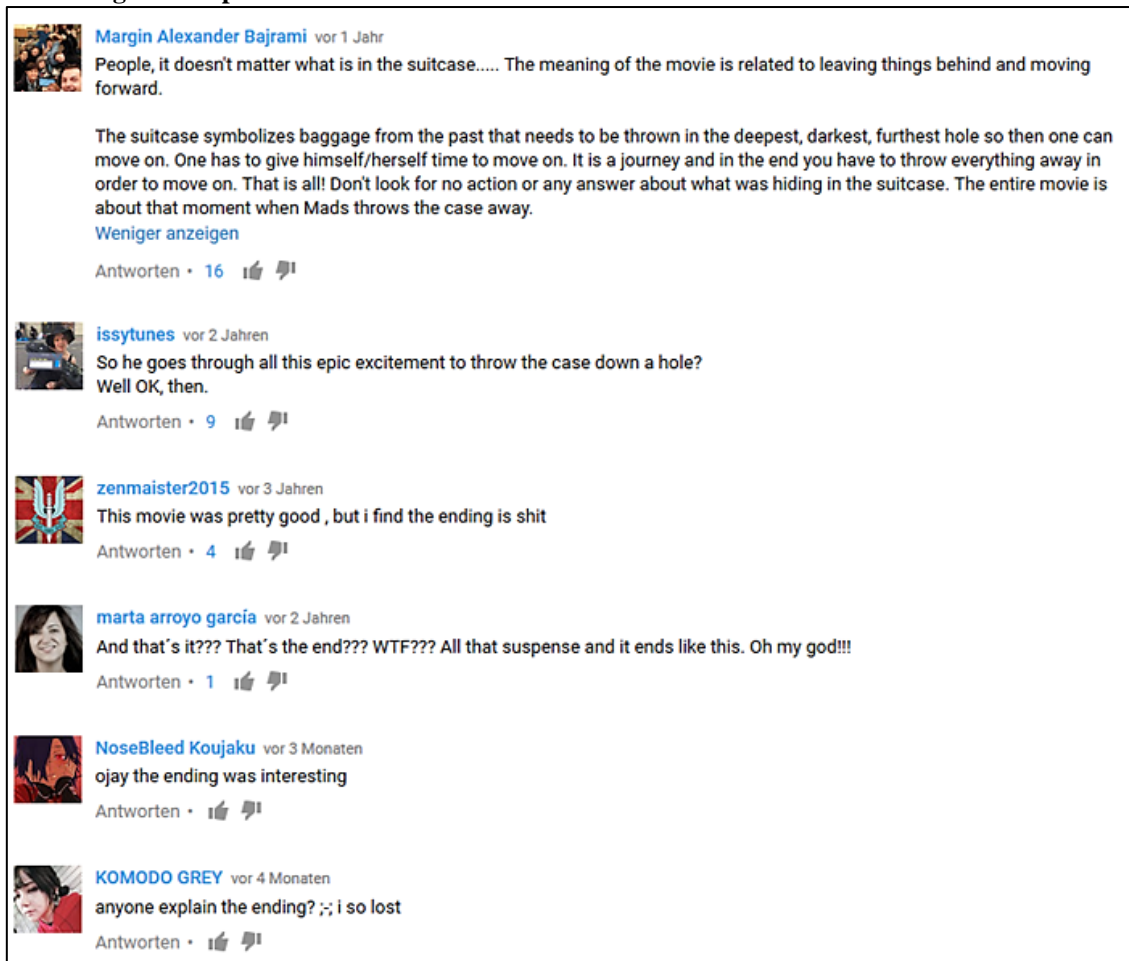 Margin Alexander Bajrami vor 1 Jahr
People, it doesn't matter what is in the suitcase..... The meaning of the movie is related to leaving things behind and moving
forward.
The suitcase symbolizes baggage from the past that needs to be thrown in the deepest, darkest, furthest hole so then one can
move on. One has to give himself/herself time to move on. It is a journey and in the end you have to throw everything away in
order to move on. That is all! Don't look for no action or any answer about what was hiding in the suitcase. The entire movie is
about that moment when Mads throws the case away.
Weniger anzeigen
Antworten • 16
issytunes vor 2 Jahren
So he goes through all this epic excitement to throw the case down a hole?
Well OK, then.
Antworten • 9
zenmaister2015 vor 3 Jahren
This movie was pretty good , but i find the ending is shit
Antworten • 4
marta arroyo garcía vor 2 Jahren
And that´s it??? That´s the end??? WTF??? All that suspense and it ends like this. Oh my god!!!
Antworten • 1
NoseBleed Koujaku vor 3 Monaten
ojay the ending was interesting
Antworten •
KOMODO GREY vor 4 Monaten
anyone explain the ending? ;-; i so lost
Antworten •